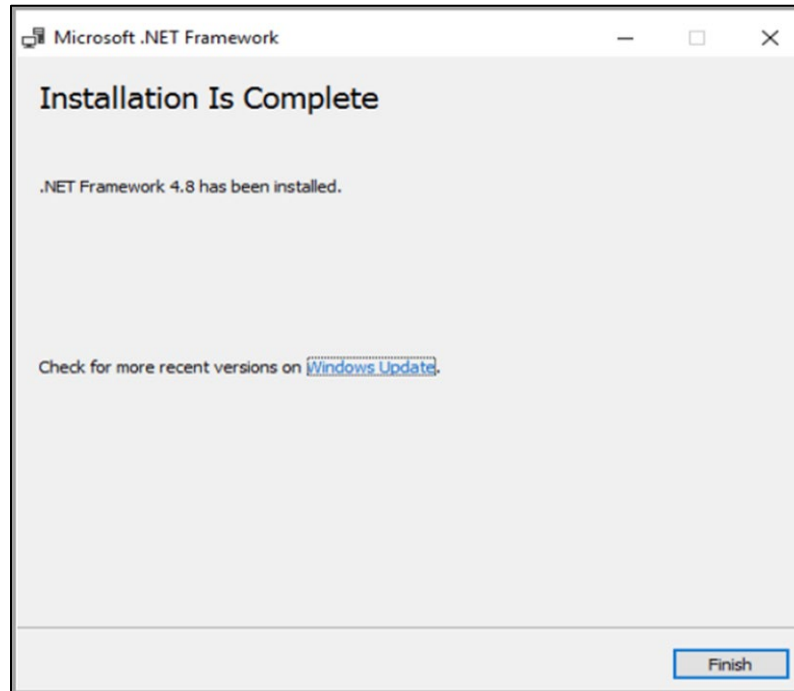 Microsoft .NET Framework
Installation Is Complete
.NET Framework 4.8 has been installed.
Check for more recent versions on Windows Update.
Finish